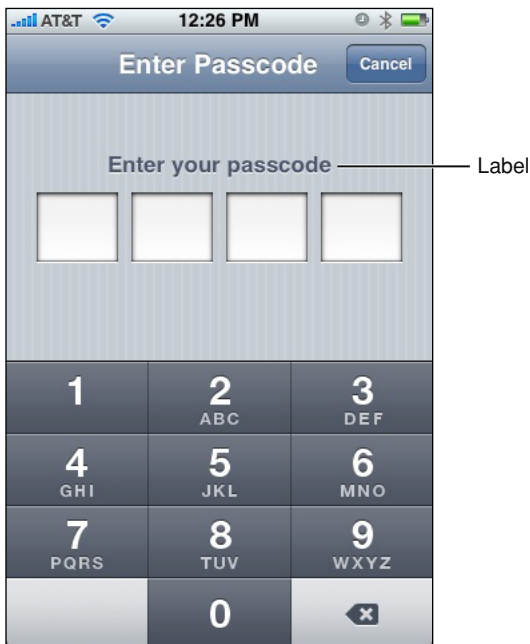 AT&T 12:26 PM
Enter Passcode Cancel
Enter your passcode Label
1 2 3
ABC DEF
4 5 6
GHI JKL MNO
7 8 9
PQRS TUV WXYZ
0